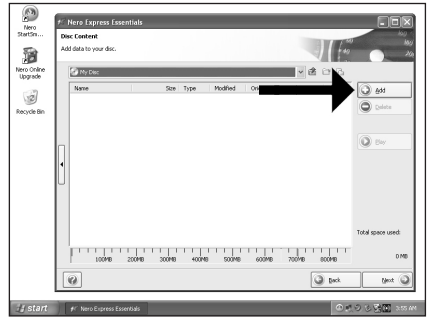 Nero
StartSm...
Nero Online
Upgrade
Recycle Bin
Nero Express Essentials
Disc Content
Add data to your disc.
My Disc
Name Size Type Modified
Add
Delete
Play
Total space used:
0 MB
100MB 200MB 300MB 400MB 500MB 600MB 700MB 800MB
Back Next
start Nero Express Essentials 3:55 AM